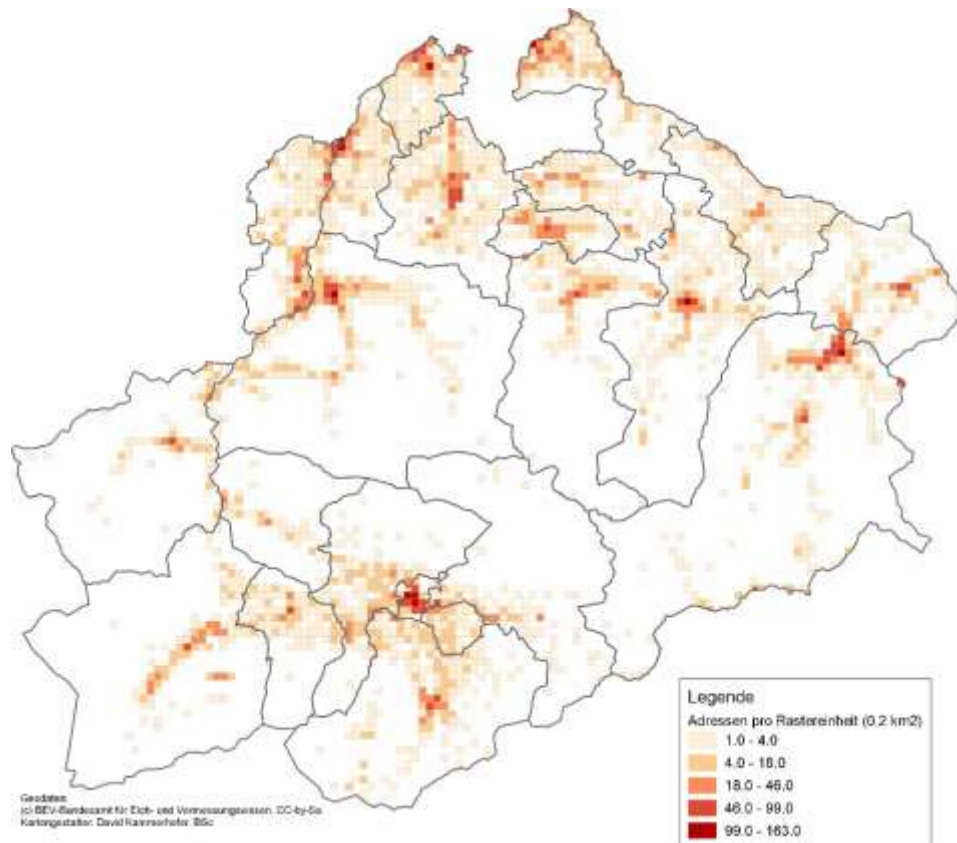 Legende
Adressen pro Rastereinheit (0.2 km2)
1.0 - 4.0
4.0 - 18.0
18.0 - 46.0
46.0 - 99.0
99.0 - 163.0
Geodaten:
(c) BEV-Bundesamt für Eich- und Vermessungswesen, CC-by-Sa
Kartengestalter: David Kammerhofer, BSc